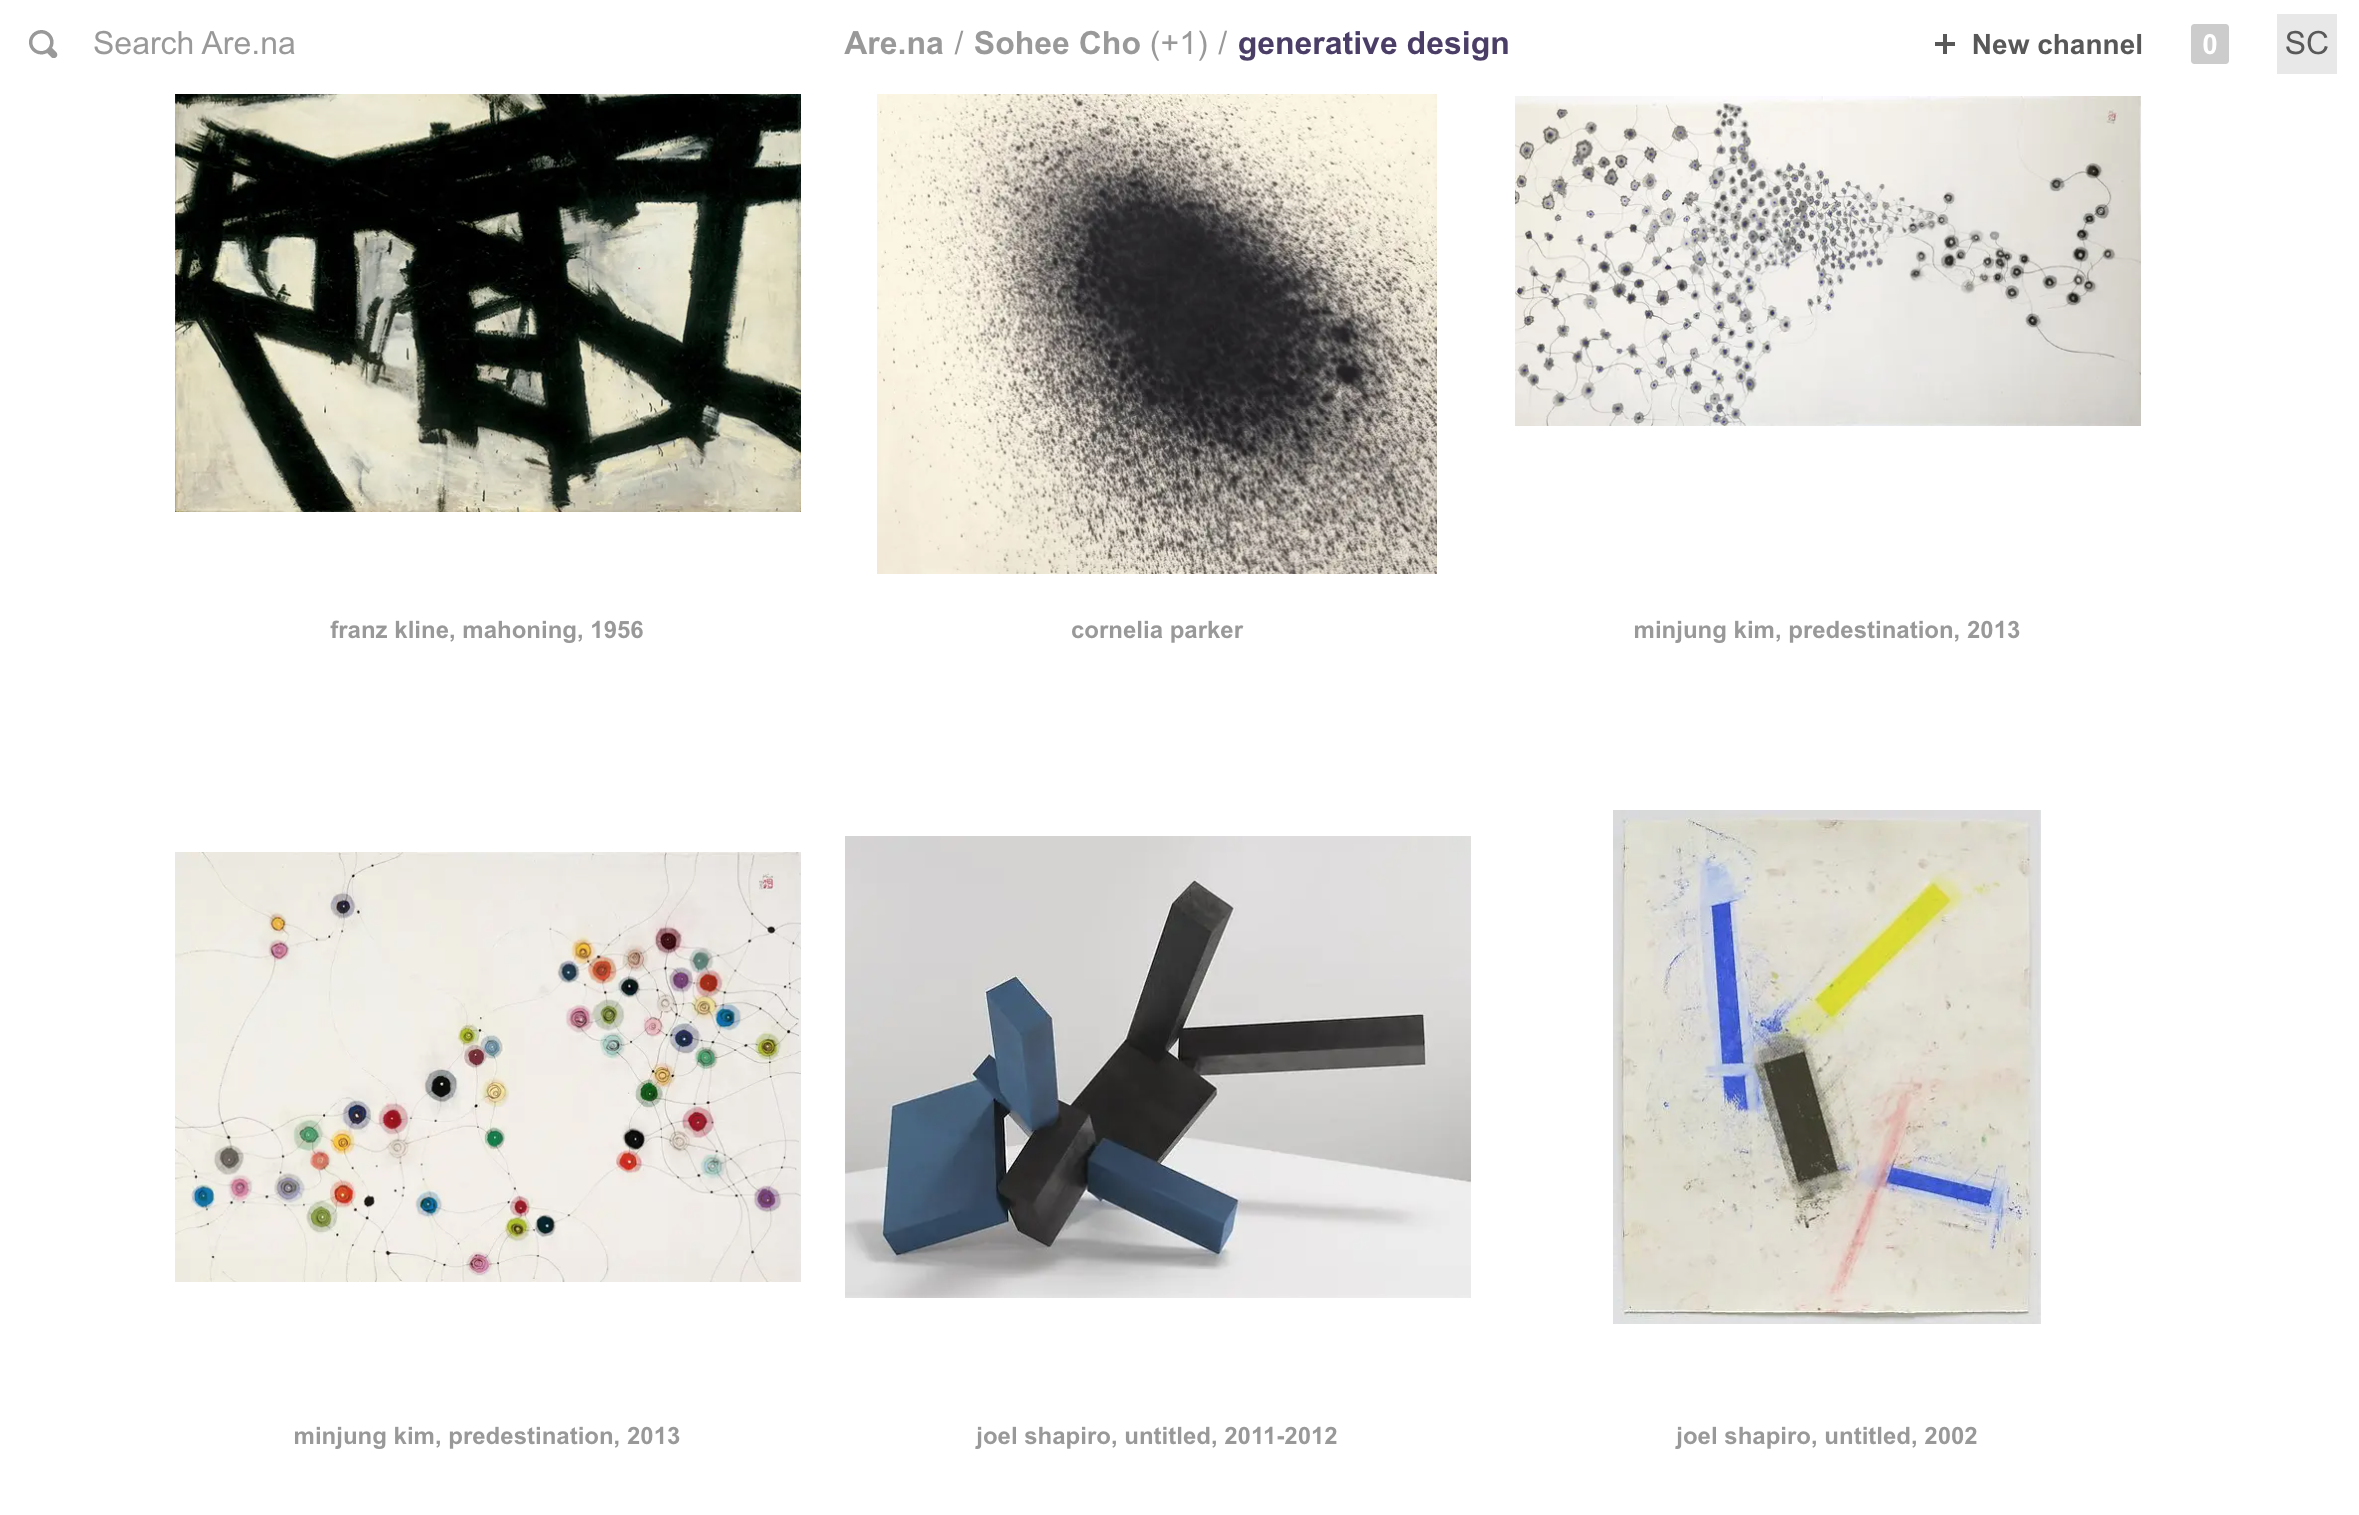 Search Are.na
Are.na / Sohee Cho (+1) / generative design
+ New channel
0
SC
franz kline, mahoning, 1956
cornelia parker
minjung kim, predestination, 2013
minjung kim, predestination, 2013
joel shapiro, untitled, 2011-2012
joel shapiro, untitled, 2002